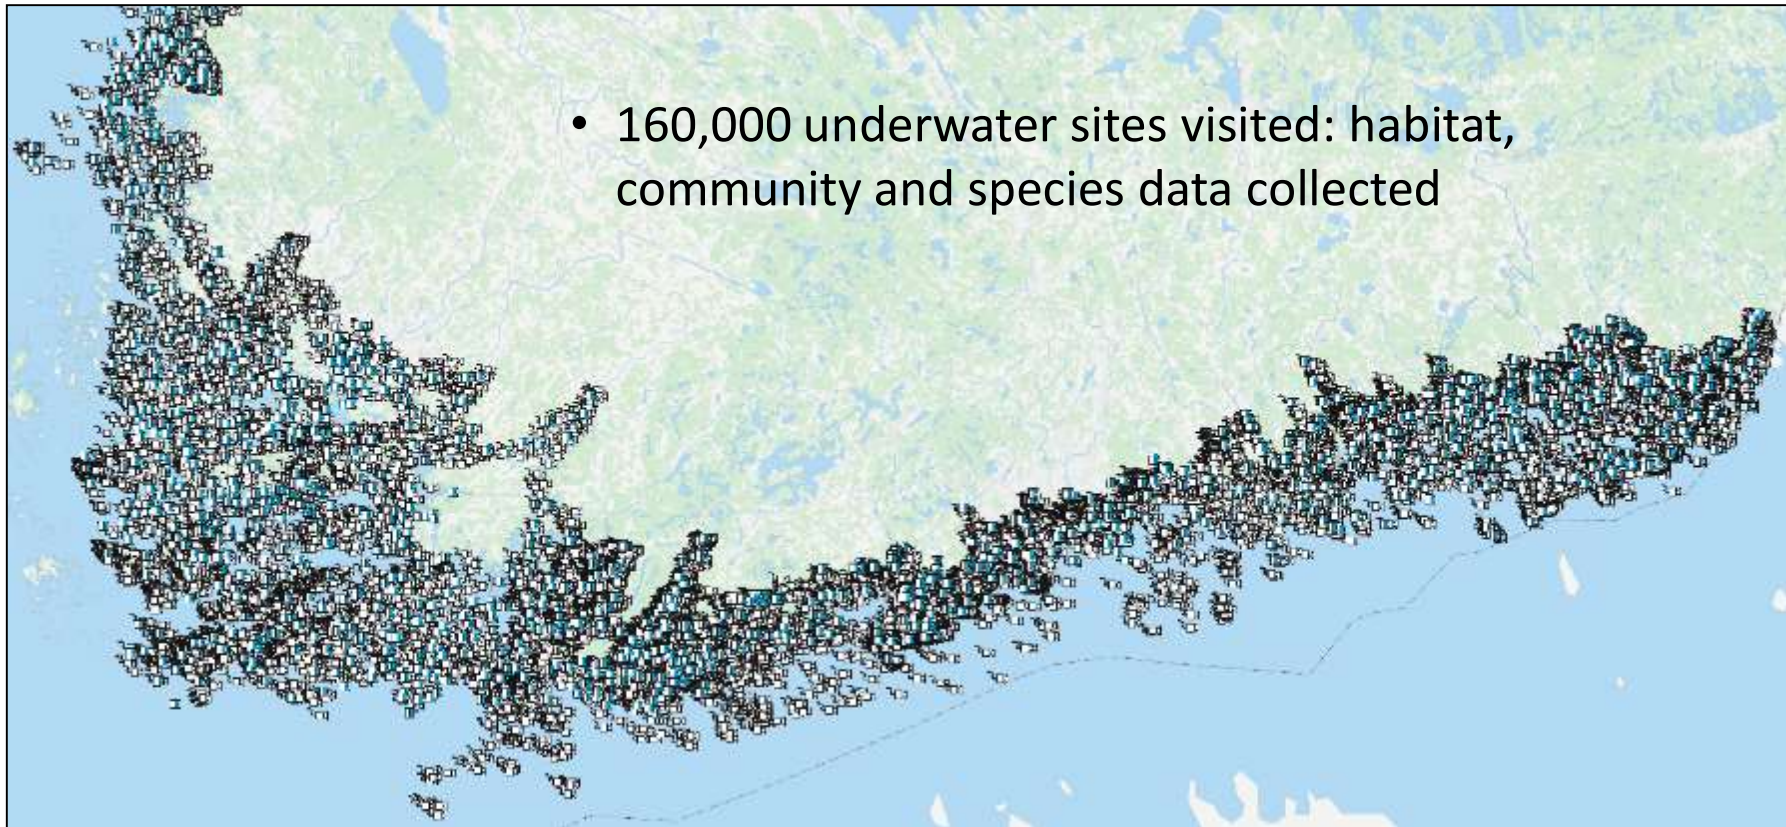 • 160,000 underwater sites visited: habitat,
community and species data collected